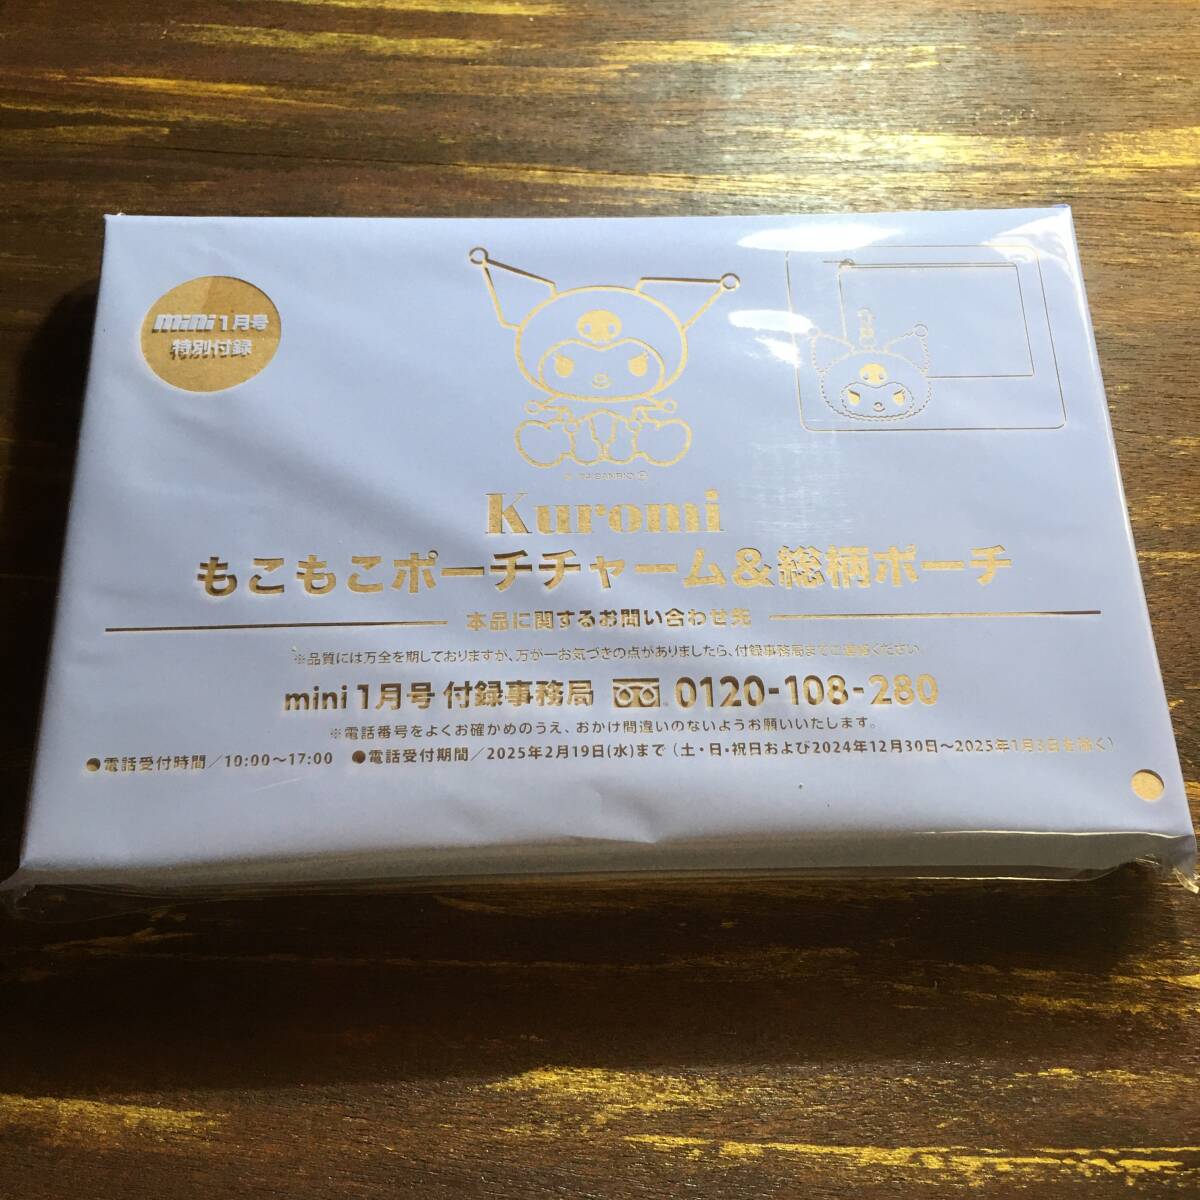 mini 1月号
特別付録
Kuromi
もこもこポーチチャーム&総柄ポーチ
本品に関するお問い合わせ先
※品質には万全を期しておりますが、万が一お気づきの点がありましたら、付録事務局までご連絡ください。
mini 1月号 付録事務局 0120-108-280
※電話番号をよくお確かめのうえ、おかけ間違いのないようお願いいたします。
●電話受付時間/10:00〜17:00 ●電話受付期間/2025年2月19日(水)まで(土・日・祝日および2024年12月30日〜2025年1月3日を除く)